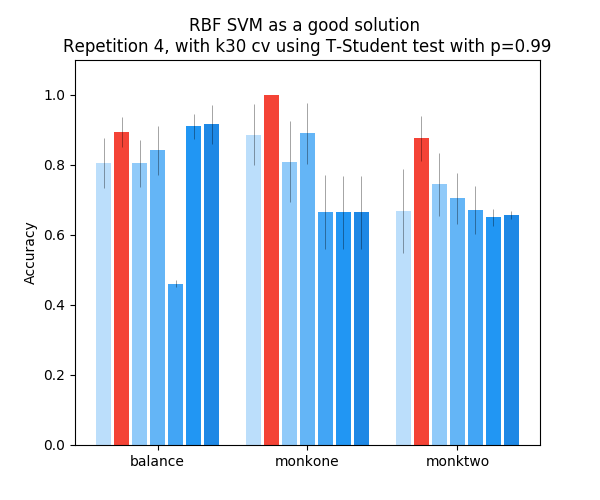 RBF SVM as a good solution
Repetition 4, with k30 cv using T-Student test with p=0.99
1.0
0.8
0.6
0.4
0.2
0.0
Accuracy
balance
monkone
monktwo